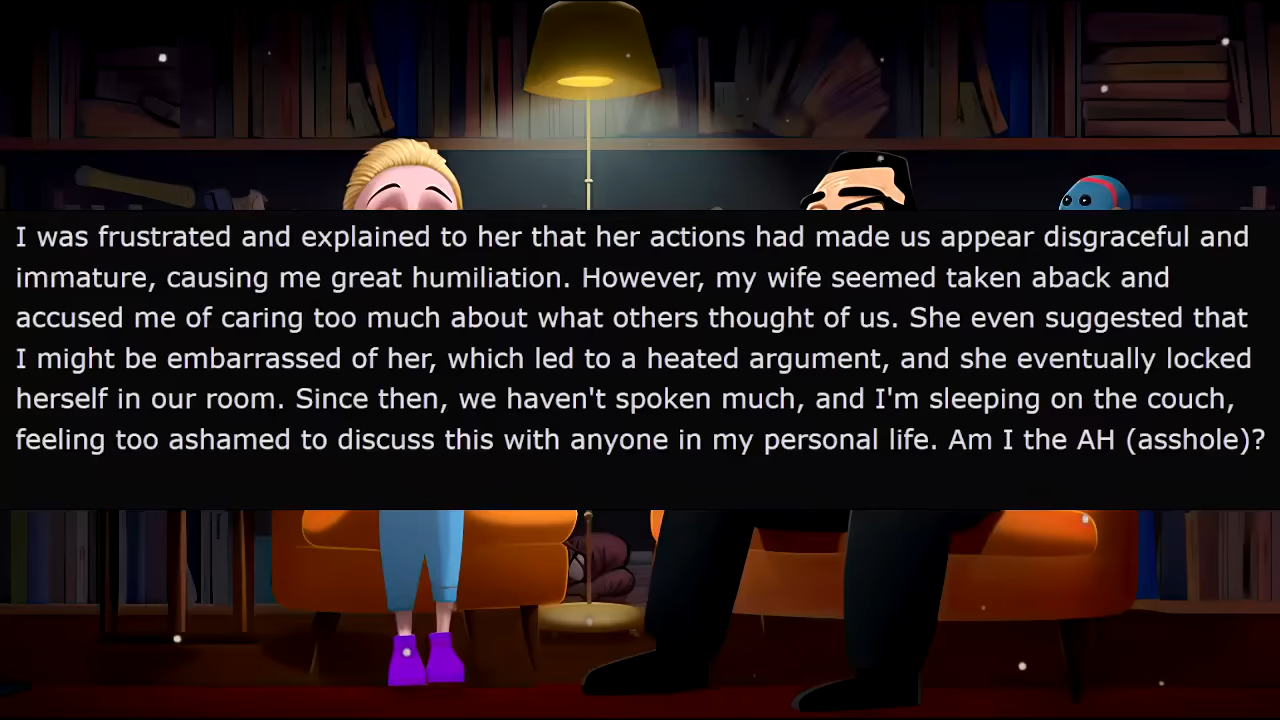 I was frustrated and explained to her that her actions had made us appear disgraceful and
immature, causing me great humiliation. However, my wife seemed taken aback and
accused me of caring too much about what others thought of us. She even suggested that
I might be embarrassed of her, which led to a heated argument, and she eventually locked
herself in our room. Since then, we haven't spoken much, and I'm sleeping on the couch,
feeling too ashamed to discuss this with anyone in my personal life. Am I the AH (asshole)?